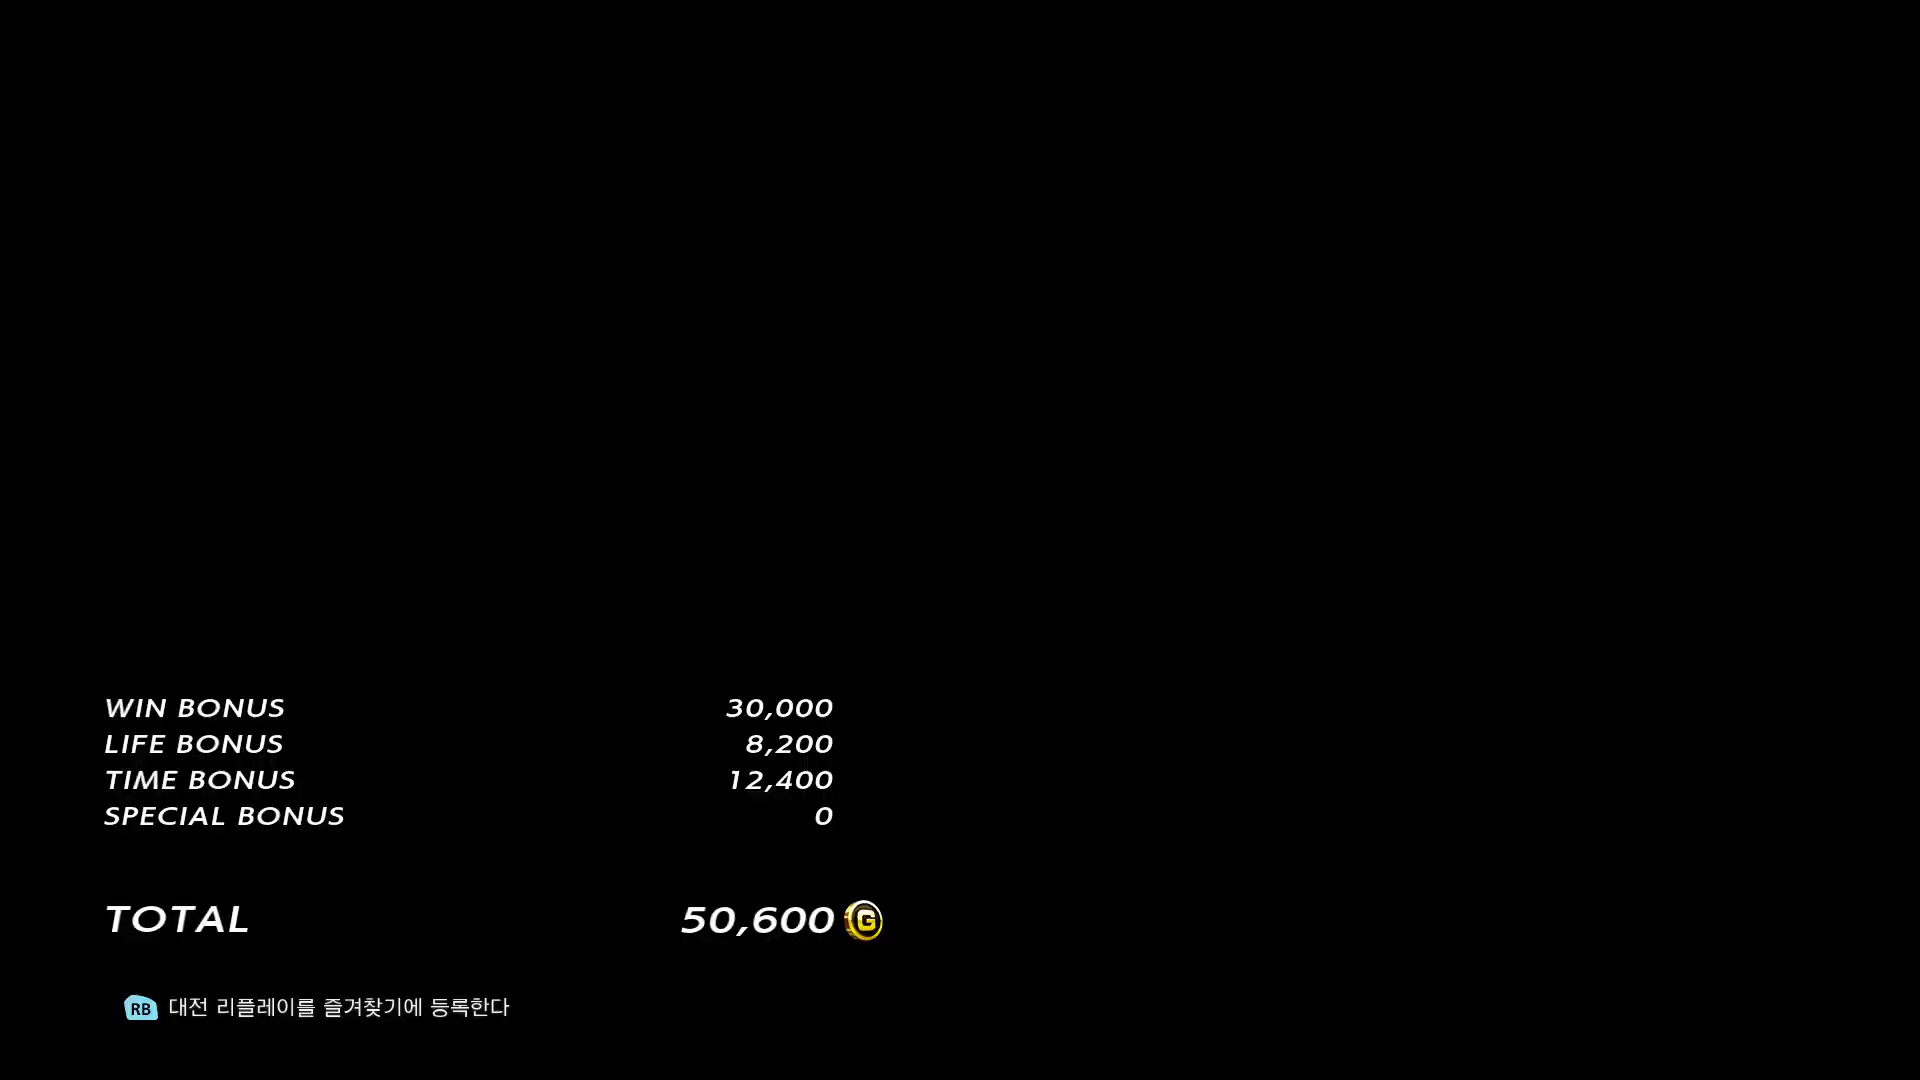 WIN BONUS 30,000
LIFE BONUS 8,200
TIME BONUS 12,400
SPECIAL BONUS 0
TOTAL 50,600 G
RB 대전 리플레이를 즐겨찾기에 등록한다